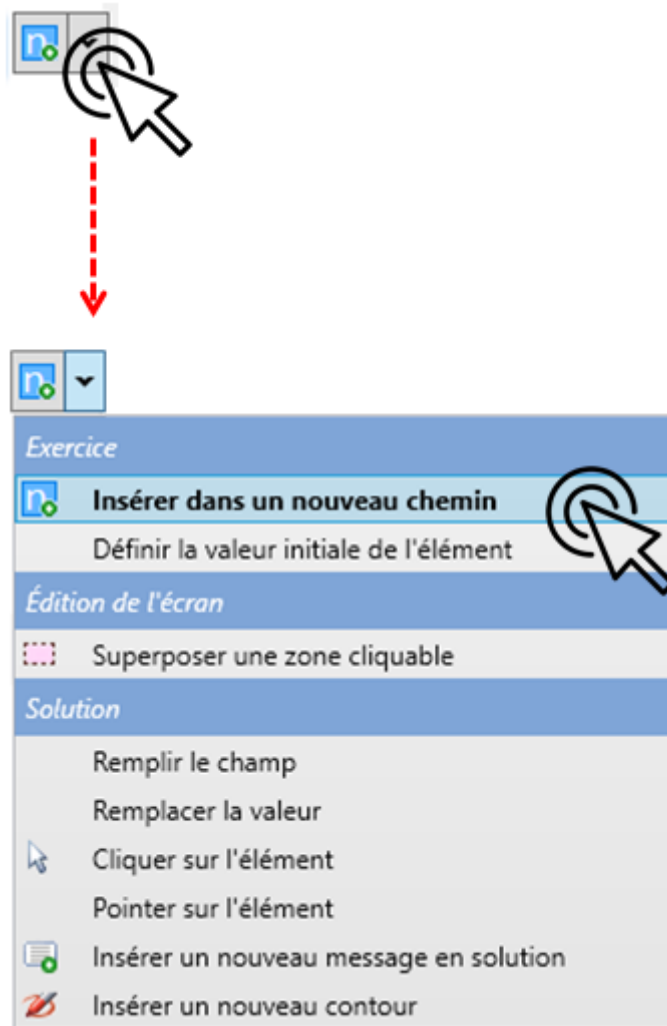 Exercice
Insérer dans un nouveau chemin
Définir la valeur initiale de l'élément
Édition de l'écran
Superposer une zone cliquable
Solution
Remplir le champ
Remplacer la valeur
Cliquer sur l'élément
Pointer sur l'élément
Insérer un nouveau message en solution
Insérer un nouveau contour